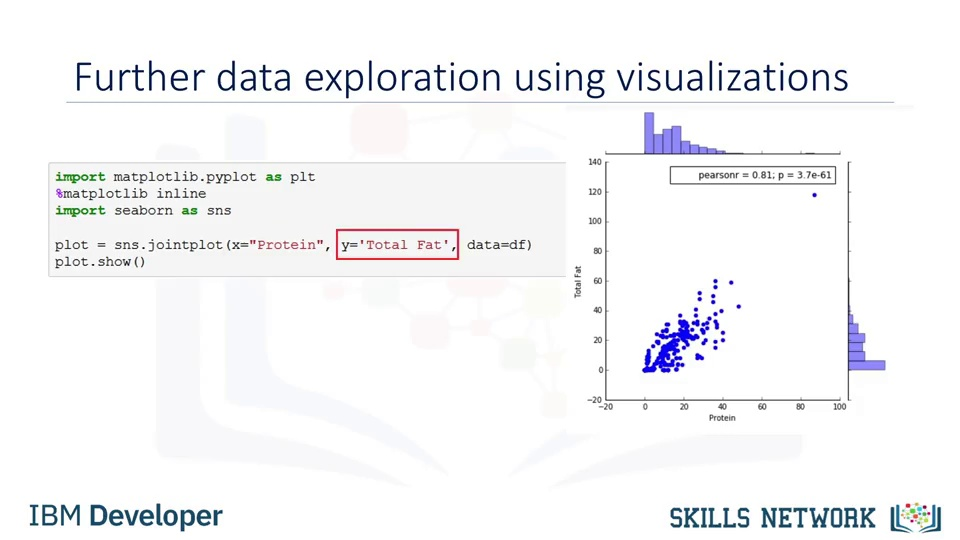 Further data exploration using visualizations
import matplotlib.pyplot as plt
%matplotlib inline
import seaborn as sns
plot = sns.jointplot(x="Protein", y='Total Fat', data=df)
plot.show()
pearsonr = 0.81; p = 3.7e-61
140
120
100
80
60
40
20
0
−20
Total Fat
−20 0 20 40 60 80 100
Protein
IBM Developer
SKILLS NETWORK